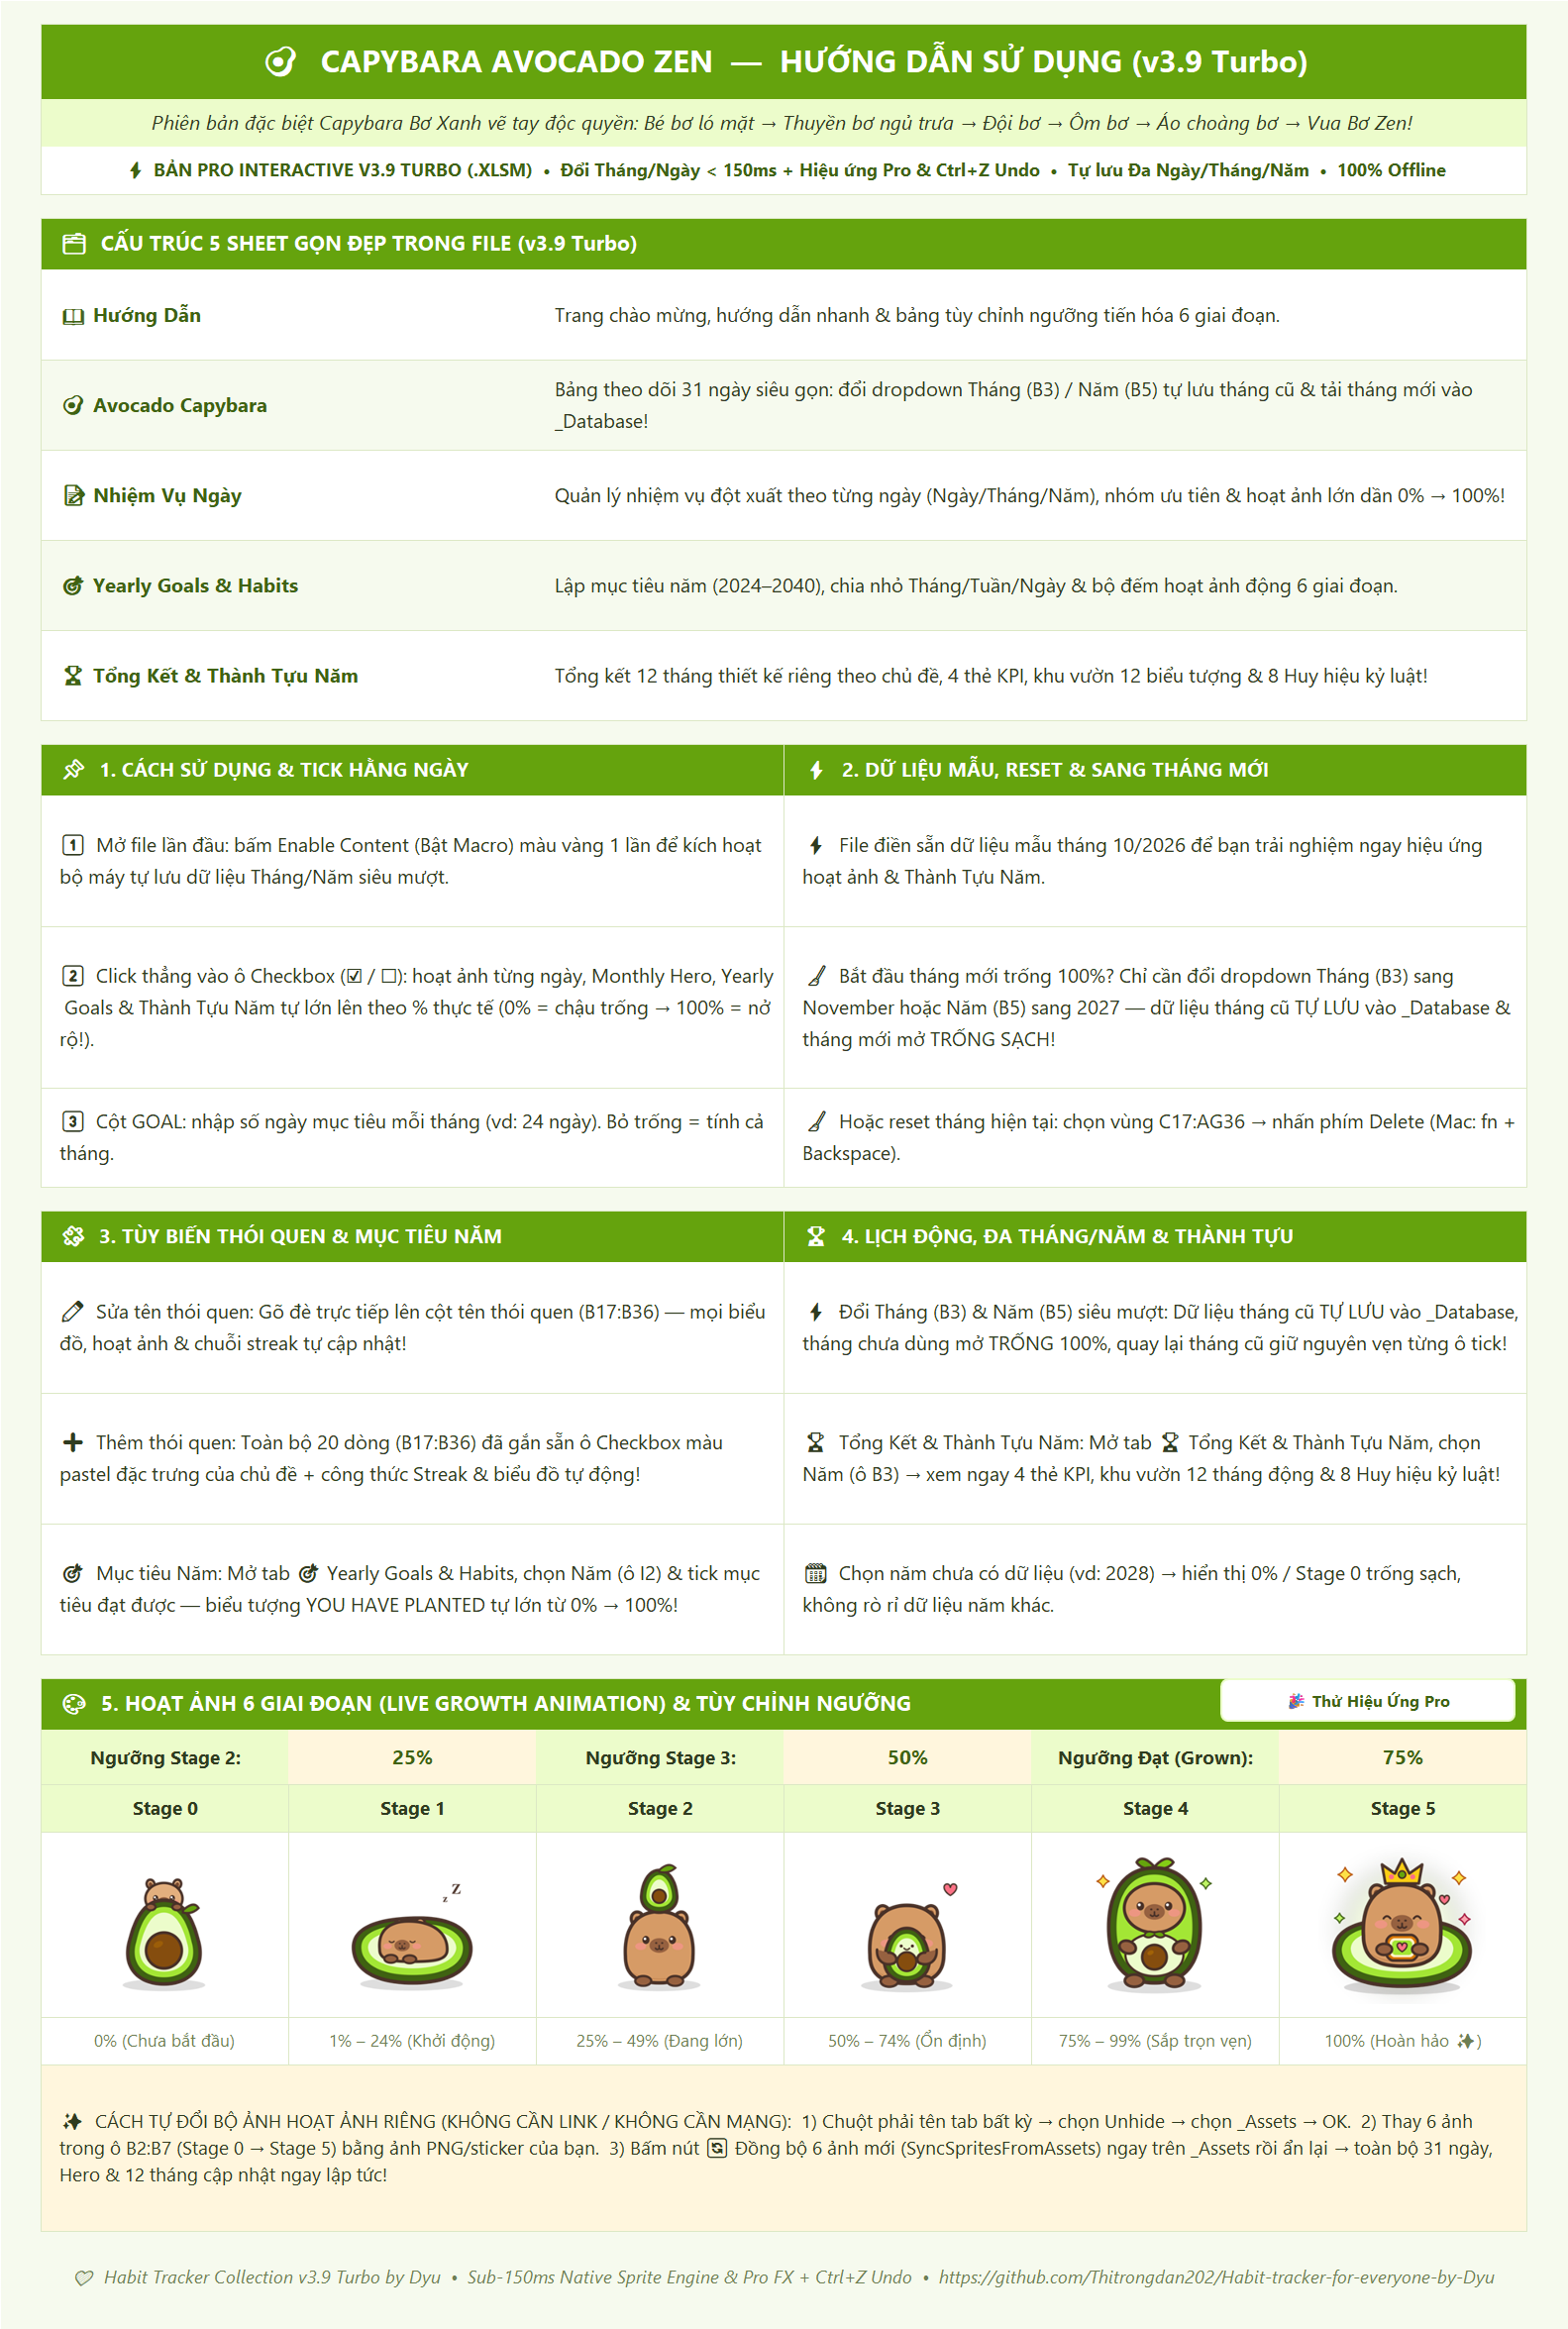 CAPYBARA AVOCADO ZEN — HƯỚNG DẪN SỬ DỤNG (v3.9 Turbo)
Phiên bản đặc biệt Capybara Bơ Xanh vẽ tay độc quyền: Bé bơ ló mặt → Thuyền bơ ngủ trưa → Đội bơ → Ôm bơ → Áo choàng bơ → Vua Bơ Zen!
BẢN PRO INTERACTIVE V3.9 TURBO (.XLSM) • Đổi Tháng/Ngày < 150ms + Hiệu ứng Pro & Ctrl+Z Undo • Tự lưu Đa Ngày/Tháng/Năm • 100% Offline
CẤU TRÚC 5 SHEET GỌN ĐẸP TRONG FILE (v3.9 Turbo)
Hướng Dẫn
Trang chào mừng, hướng dẫn nhanh & bảng tùy chỉnh ngưỡng tiến hóa 6 giai đoạn.
Avocado Capybara
Bảng theo dõi 31 ngày siêu gọn: đổi dropdown Tháng (B3) / Năm (B5) tự lưu tháng cũ & tải tháng mới vào
_Database!
Nhiệm Vụ Ngày
Quản lý nhiệm vụ đột xuất theo từng ngày (Ngày/Tháng/Năm), nhóm ưu tiên & hoạt ảnh lớn dần 0% → 100%!
Yearly Goals & Habits
Lập mục tiêu năm (2024–2040), chia nhỏ Tháng/Tuần/Ngày & bộ đếm hoạt ảnh động 6 giai đoạn.
Tổng Kết & Thành Tựu Năm
Tổng kết 12 tháng thiết kế riêng theo chủ đề, 4 thẻ KPI, khu vườn 12 biểu tượng & 8 Huy hiệu kỷ luật!
1. CÁCH SỬ DỤNG & TICK HẰNG NGÀY
1 Mở file lần đầu: bấm Enable Content (Bật Macro) màu vàng 1 lần để kích hoạt
bộ máy tự lưu dữ liệu Tháng/Năm siêu mượt.
2 Click thẳng vào ô Checkbox (☑ / ☐): hoạt ảnh từng ngày, Monthly Hero, Yearly
Goals & Thành Tựu Năm tự lớn lên theo % thực tế (0% = chậu trống → 100% = nở
rộ!).
3 Cột GOAL: nhập số ngày mục tiêu mỗi tháng (vd: 24 ngày). Bỏ trống = tính cả
tháng.
2. DỮ LIỆU MẪU, RESET & SANG THÁNG MỚI
File điền sẵn dữ liệu mẫu tháng 10/2026 để bạn trải nghiệm ngay hiệu ứng
hoạt ảnh & Thành Tựu Năm.
Bắt đầu tháng mới trống 100%? Chỉ cần đổi dropdown Tháng (B3) sang
November hoặc Năm (B5) sang 2027 — dữ liệu tháng cũ TỰ LƯU vào _Database &
tháng mới mở TRỐNG SẠCH!
Hoặc reset tháng hiện tại: chọn vùng C17:AG36 → nhấn phím Delete (Mac: fn +
Backspace).
3. TÙY BIẾN THÓI QUEN & MỤC TIÊU NĂM
Sửa tên thói quen: Gõ đè trực tiếp lên cột tên thói quen (B17:B36) — mọi biểu
đồ, hoạt ảnh & chuỗi streak tự cập nhật!
Thêm thói quen: Toàn bộ 20 dòng (B17:B36) đã gắn sẵn ô Checkbox màu
pastel đặc trưng của chủ đề + công thức Streak & biểu đồ tự động!
Mục tiêu Năm: Mở tab Yearly Goals & Habits, chọn Năm (ô I2) & tick mục
tiêu đạt được — biểu tượng YOU HAVE PLANTED tự lớn từ 0% → 100%!
4. LỊCH ĐỘNG, ĐA THÁNG/NĂM & THÀNH TỰU
Đổi Tháng (B3) & Năm (B5) siêu mượt: Dữ liệu tháng cũ TỰ LƯU vào _Database,
tháng chưa dùng mở TRỐNG 100%, quay lại tháng cũ giữ nguyên vẹn từng ô tick!
Tổng Kết & Thành Tựu Năm: Mở tab Tổng Kết & Thành Tựu Năm, chọn
Năm (ô B3) → xem ngay 4 thẻ KPI, khu vườn 12 tháng động & 8 Huy hiệu kỷ luật!
Chọn năm chưa có dữ liệu (vd: 2028) → hiển thị 0% / Stage 0 trống sạch,
không rò rỉ dữ liệu năm khác.
5. HOẠT ẢNH 6 GIAI ĐOẠN (LIVE GROWTH ANIMATION) & TÙY CHỈNH NGƯỠNG
Thử Hiệu Ứng Pro
Ngưỡng Stage 2: 25% Ngưỡng Stage 3: 50% Ngưỡng Đạt (Grown): 75%
Stage 0 Stage 1 Stage 2 Stage 3 Stage 4 Stage 5
z Z
0% (Chưa bắt đầu) 1% – 24% (Khởi động) 25% – 49% (Đang lớn) 50% – 74% (Ổn định) 75% – 99% (Sắp trọn vẹn) 100% (Hoàn hảo ✨)
CÁCH TỰ ĐỔI BỘ ẢNH HOẠT ẢNH RIÊNG (KHÔNG CẦN LINK / KHÔNG CẦN MẠNG): 1) Chuột phải tên tab bất kỳ → chọn Unhide → chọn _Assets → OK. 2) Thay 6 ảnh
trong ô B2:B7 (Stage 0 → Stage 5) bằng ảnh PNG/sticker của bạn. 3) Bấm nút Đồng bộ 6 ảnh mới (SyncSpritesFromAssets) ngay trên _Assets rồi ẩn lại → toàn bộ 31 ngày,
Hero & 12 tháng cập nhật ngay lập tức!
Habit Tracker Collection v3.9 Turbo by Dyu • Sub-150ms Native Sprite Engine & Pro FX + Ctrl+Z Undo • https://github.com/Thitrongdan202/Habit-tracker-for-everyone-by-Dyu